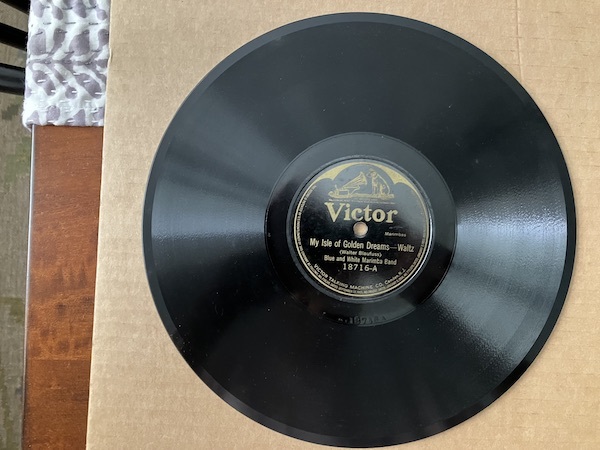 Victor
Marimbas
My Isle of Golden Dreams—Waltz
(Walter Blaufuss)
Blue and White Marimba Band
18716-A
VICTOR TALKING MACHINE CO. Camden, N.J.